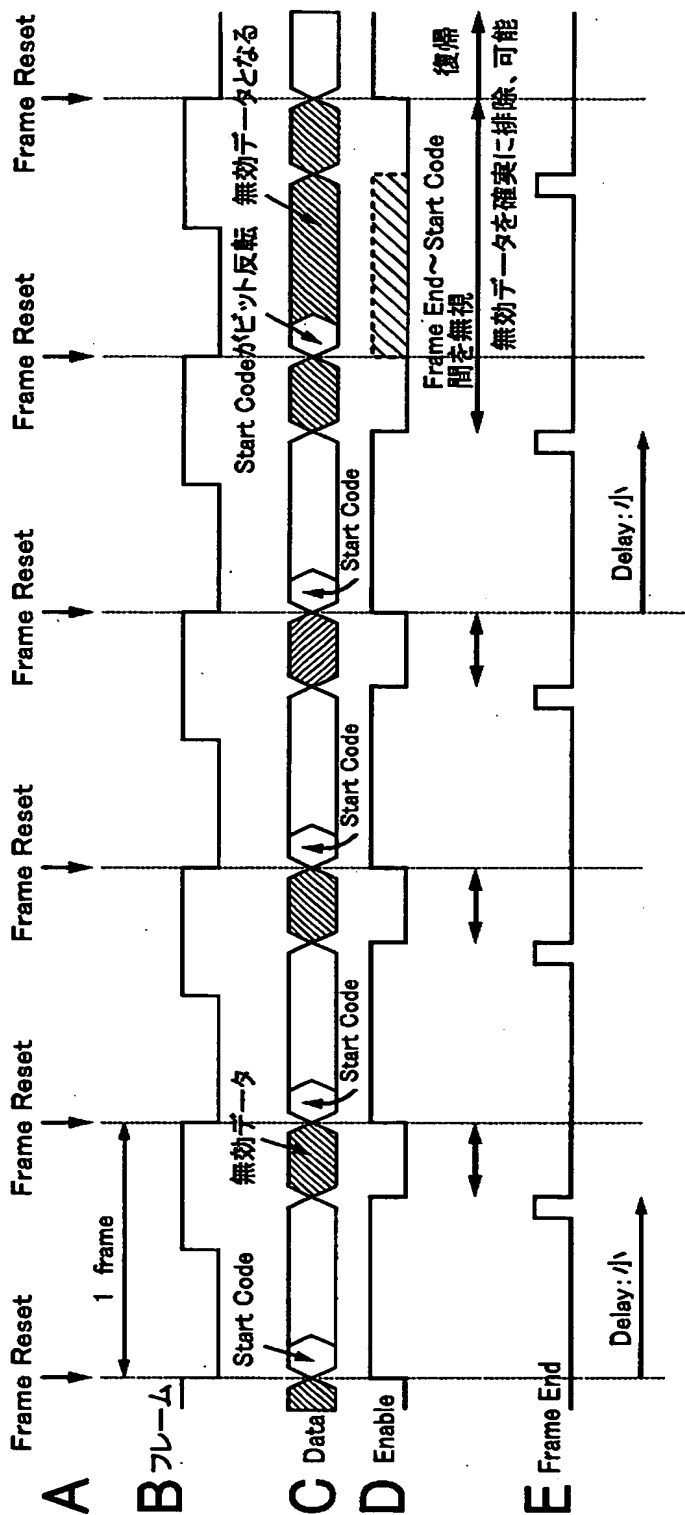 A
Frame Reset
Frame Reset
Frame Reset
Frame Reset
Frame Reset
Frame Reset
1 frame
B フレーム
Start Code
無効データ
Start Codeがビット反転
無効データとなる
C Data
Start Code
Start Code
Start Code
D Enable
Frame End~Start Code
間を無視
復帰
無効データを確実に排除、可能
E Frame End
Delay:小
Delay:小